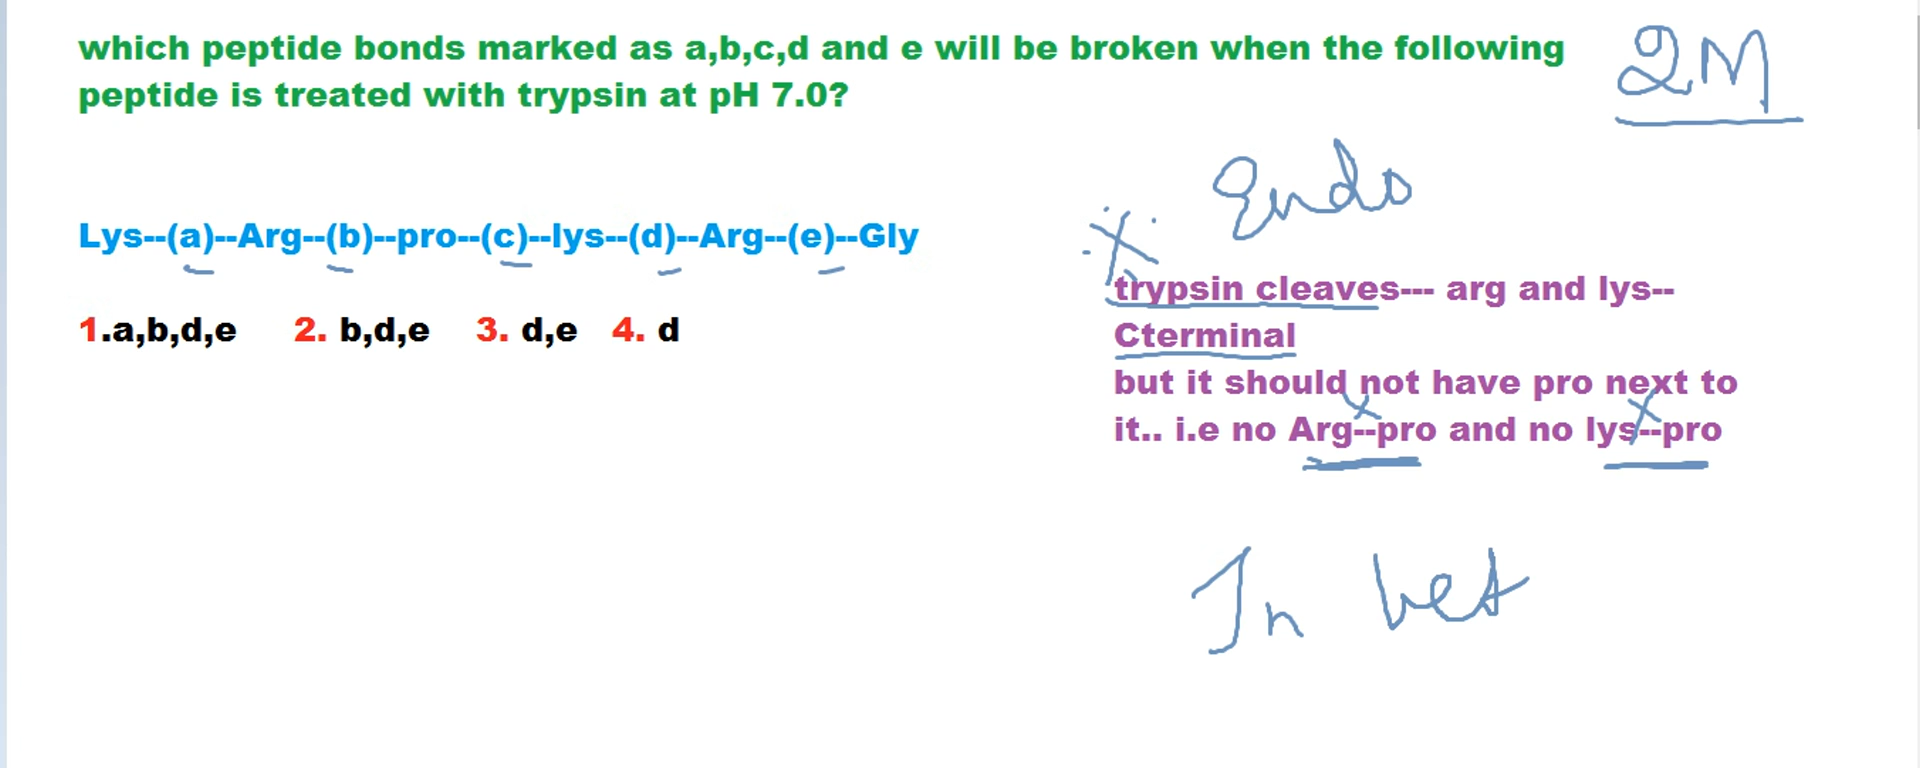 which peptide bonds marked as a,b,c,d and e will be broken when the following
peptide is treated with trypsin at pH 7.0?
2M
Endo
Lys--(a)--Arg--(b)--pro--(c)--lys--(d)--Arg--(e)--Gly
1.a,b,d,e 2. b,d,e 3. d,e 4. d
trypsin cleaves--- arg and lys--
Cterminal
but it should not have pro next to
it.. i.e no Arg--pro and no lys--pro
In bet